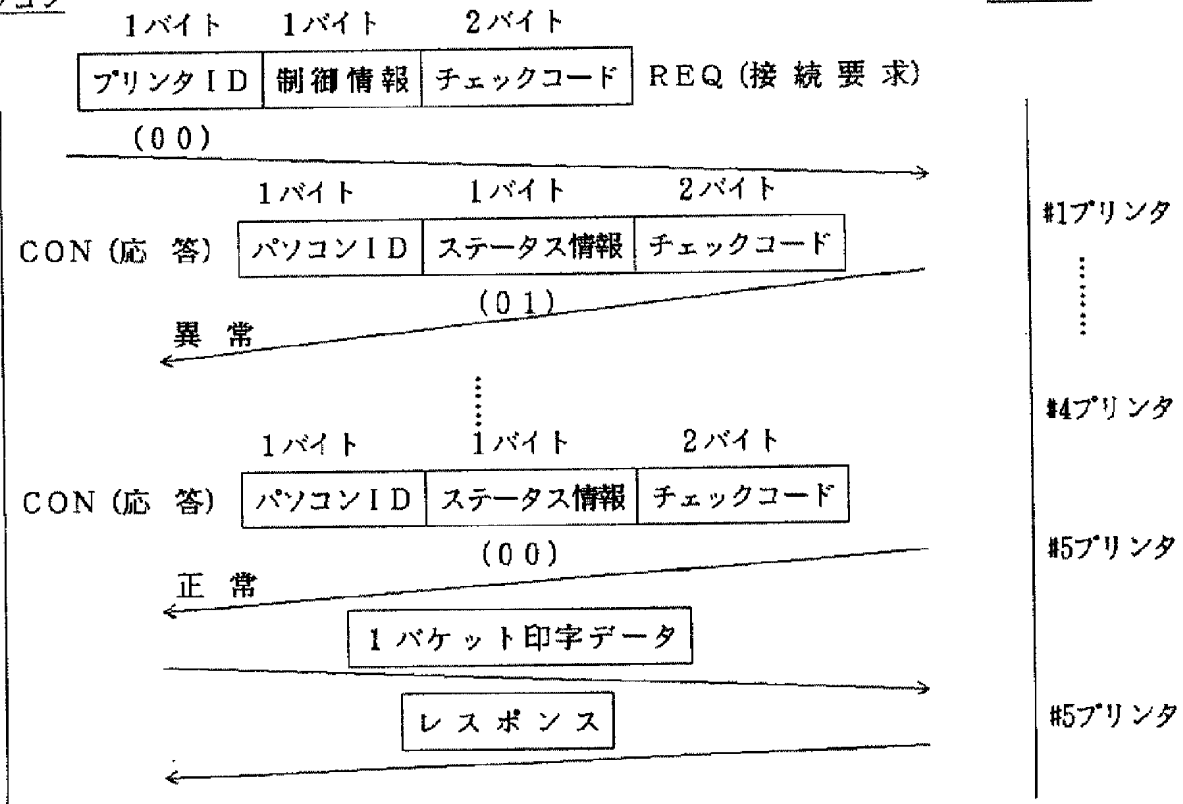 1バイト 1バイト 2バイト
プリンタID 制御情報 チェックコード REQ(接続要求)
(00)
1バイト 1バイト 2バイト
#1プリンタ
CON(応 答) パソコンID ステータス情報 チェックコード
(01)
異 常
#4プリンタ
1バイト 1バイト 2バイト
CON(応 答) パソコンID ステータス情報 チェックコード
(00)
#5プリンタ
正 常
1パケット印字データ
レスポンス
#5プリンタ